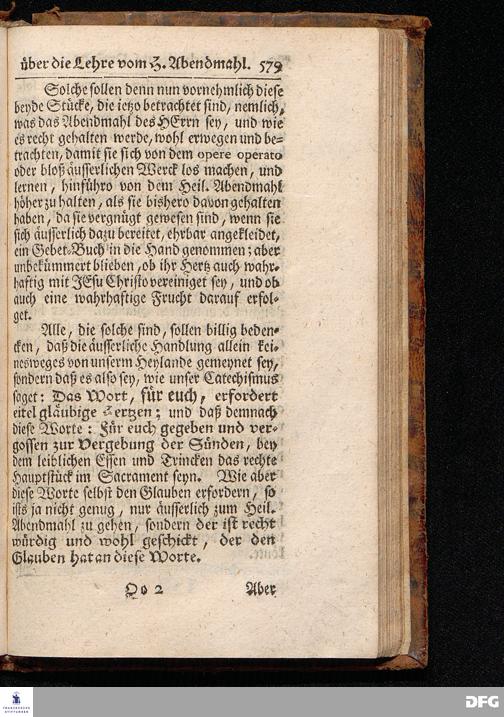 über die Lehre vom H. Abendmahl. 579
Solche sollen denn nun vornehmlich diese
beyde Stücke, die ietzo betrachtet sind, nemlich,
was das Abendmahl des HErrn sey, und wie
es recht gehalten werde, wohl erwegen und be-
trachten, damit sie sich von dem opere operato
oder bloß äusserlichen Werck los machen, und
lernen, hinführo von dem Heil. Abendmahl
höher zu halten, als sie bishero davon gehalten
haben, da sie vergnügt gewesen sind, wenn sie
sich äusserlich dazu bereitet, ehrbar angekleidet,
ein Gebet-Buch in die Hand genommen; aber
unbekümmert blieben, ob ihr Hertz auch wahr-
haftig mit JEsu Christo vereiniget sey, und ob
auch eine wahrhaftige Frucht darauf erfol-
get.
Alle, die solche sind, sollen billig beden-
cken, daß die äusserliche Handlung allein kei-
nesweges von unserm Heylande gemeynet sey,
sondern daß es also sey, wie unser Catechismus
saget: Das Wort, für euch, erfordert
eitel gläubige Hertzen; und daß demnach
diese Worte: Für euch gegeben und ver-
gossen zur Vergebung der Sünden, bey
dem leiblichen Essen und Trincken das rechte
Hauptstück im Sacrament seyn. Wie aber
diese Worte selbst den Glauben erfordern, so
ists ja nicht genug, nur äusserlich zum Heil.
Abendmahl zu gehen, sondern der ist recht
würdig und wohl geschickt, der den
Glauben hat an diese Worte.
Oo 2 Aber
FRANCKESCHE
STIFTUNGEN
DFG